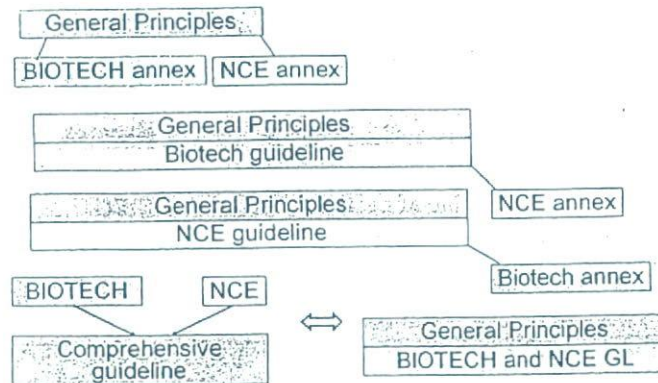 General Principles
BIOTECH annex NCE annex
General Principles
Biotech guideline
NCE annex
General Principles
NCE guideline
Biotech annex
BIOTECH NCE
Comprehensive
guideline
General Principles
BIOTECH and NCE GL